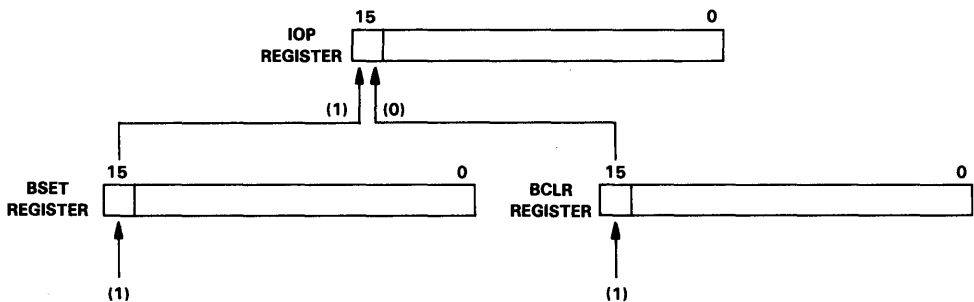 15 0
IOP
REGISTER
(1) (0)
15 0 15 0
BSET BCLR
REGISTER REGISTER
(1) (1)